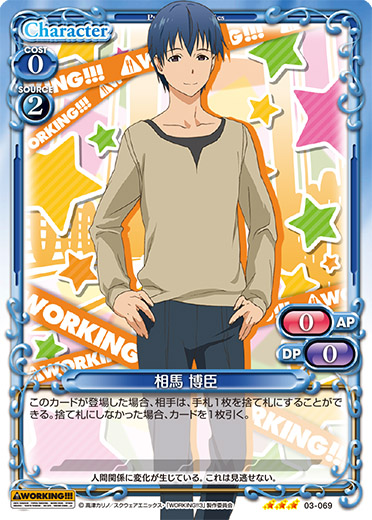 Character
COST
0
SOURCE
2
WORKING!!!
WORKING!!!
WORKING!!!
0 AP
DP 0
相馬 博臣
このカードが登場した場合、相手は、手札1枚を捨て札にすることがで
きる。捨て札にしなかった場合、カードを1枚引く。
人間関係に変化が生じている。これは見逃せない。
WORKING!!!
© 高津カリノ/スクウェアエニックス・「WORKING!!3」製作委員会
03-069